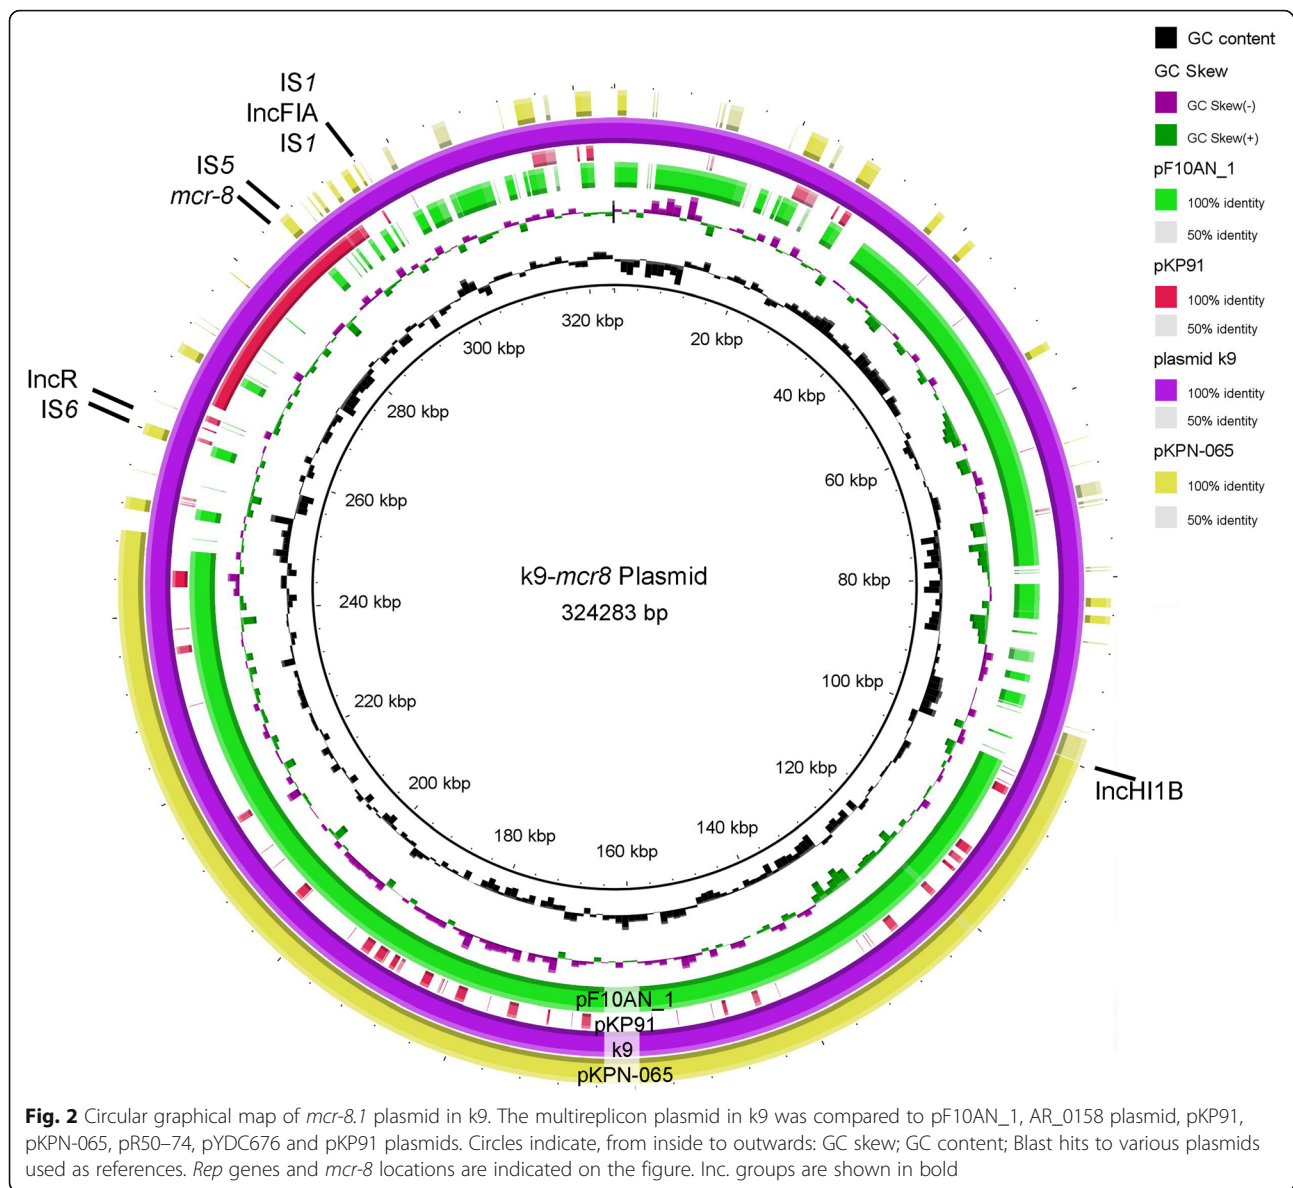 GC content
GC Skew
GC Skew(-)
GC Skew(+)
pF10AN_1
100% identity
50% identity
pKP91
100% identity
50% identity
plasmid k9
100% identity
50% identity
pKPN-065
100% identity
50% identity
IS1
IncFIA
IS1
IS5
mcr-8
IncR
IS6
IncHI1B
320 kbp
20 kbp
40 kbp
60 kbp
80 kbp
100 kbp
120 kbp
140 kbp
160 kbp
180 kbp
200 kbp
220 kbp
240 kbp
260 kbp
280 kbp
300 kbp
k9-mcr8 Plasmid
324283 bp
pF10AN_1
pKP91
k9
pKPN-065
Fig. 2 Circular graphical map of mcr-8.1 plasmid in k9. The multireplicon plasmid in k9 was compared to pF10AN_1, AR_0158 plasmid, pKP91,
pKPN-065, pR50–74, pYDC676 and pKP91 plasmids. Circles indicate, from inside to outwards: GC skew; GC content; Blast hits to various plasmids
used as references. Rep genes and mcr-8 locations are indicated on the figure. Inc. groups are shown in bold